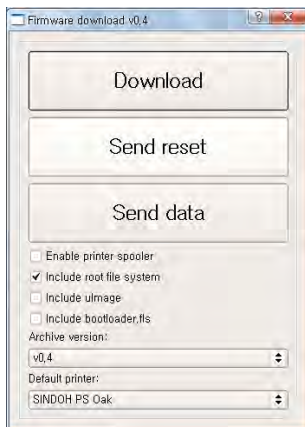 Firmware download v0,4
Download
Send reset
Send data
Enable printer spooler
Include root file system
Include uImage
Include bootloader,fls
Archive version:
v0,4
Default printer:
SINDOH PS Oak